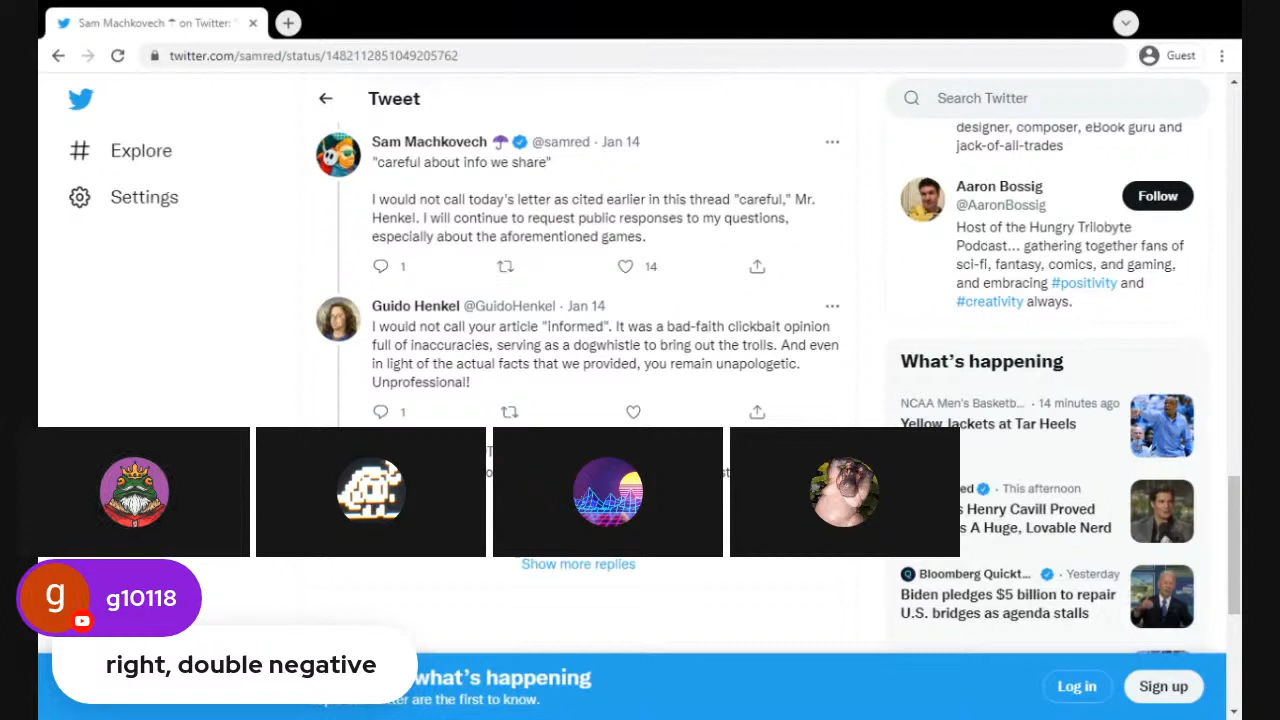 Sam Machkovech ☂ on Twitter: "
twitter.com/samred/status/1482112851049205762
Guest
Explore
Settings
Tweet
Sam Machkovech ☂ @samred · Jan 14
"careful about info we share"
I would not call today's letter as cited earlier in this thread "careful," Mr.
Henkel. I will continue to request public responses to my questions,
especially about the aforementioned games.
1
14
Guido Henkel @GuidoHenkel · Jan 14
I would not call your article "Informed". It was a bad-faith clickbait opinion
full of inaccuracies, serving as a dogwhistle to bring out the trolls. And even
in light of the actual facts that we provided, you remain unapologetic.
Unprofessional!
1
Show more replies
Search Twitter
designer, composer, eBook guru and
jack-of-all-trades
Aaron Bossig
@AaronBossig
Follow
Host of the Hungry Trilobyte
Podcast... gathering together fans of
sci-fi, fantasy, comics, and gaming,
and embracing #positivity and
#creativity always.
What's happening
NCAA Men's Basketb... · 14 minutes ago
Yellow Jackets at Tar Heels
· This afternoon
Henry Cavill Proved
A Huge, Lovable Nerd
Bloomberg Quickt... · Yesterday
Biden pledges $5 billion to repair
U.S. bridges as agenda stalls
g
g10118
right, double negative
what's happening
are the first to know.
Log in
Sign up